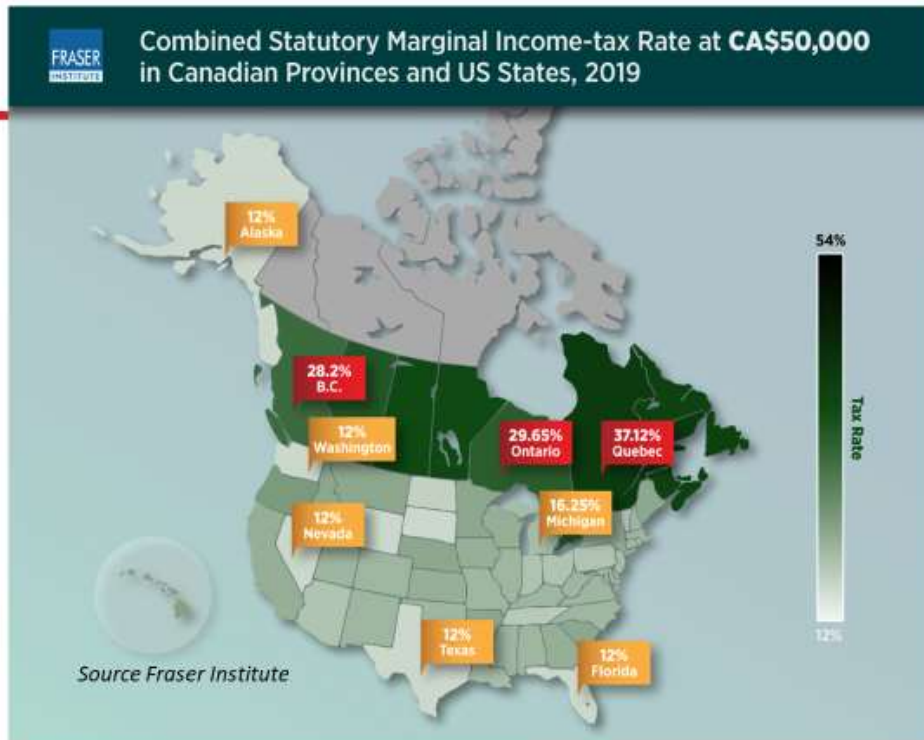 FRASER
INSTITUTE
Combined Statutory Marginal Income-tax Rate at CA$50,000
in Canadian Provinces and US States, 2019
12%
Alaska
54%
28.2%
B.C.
12%
Washington
29.65%
Ontario
37.12%
Quebec
Tax Rate
16.25%
Michigan
12%
Nevada
12%
Texas
12%
Florida
12%
Source Fraser Institute